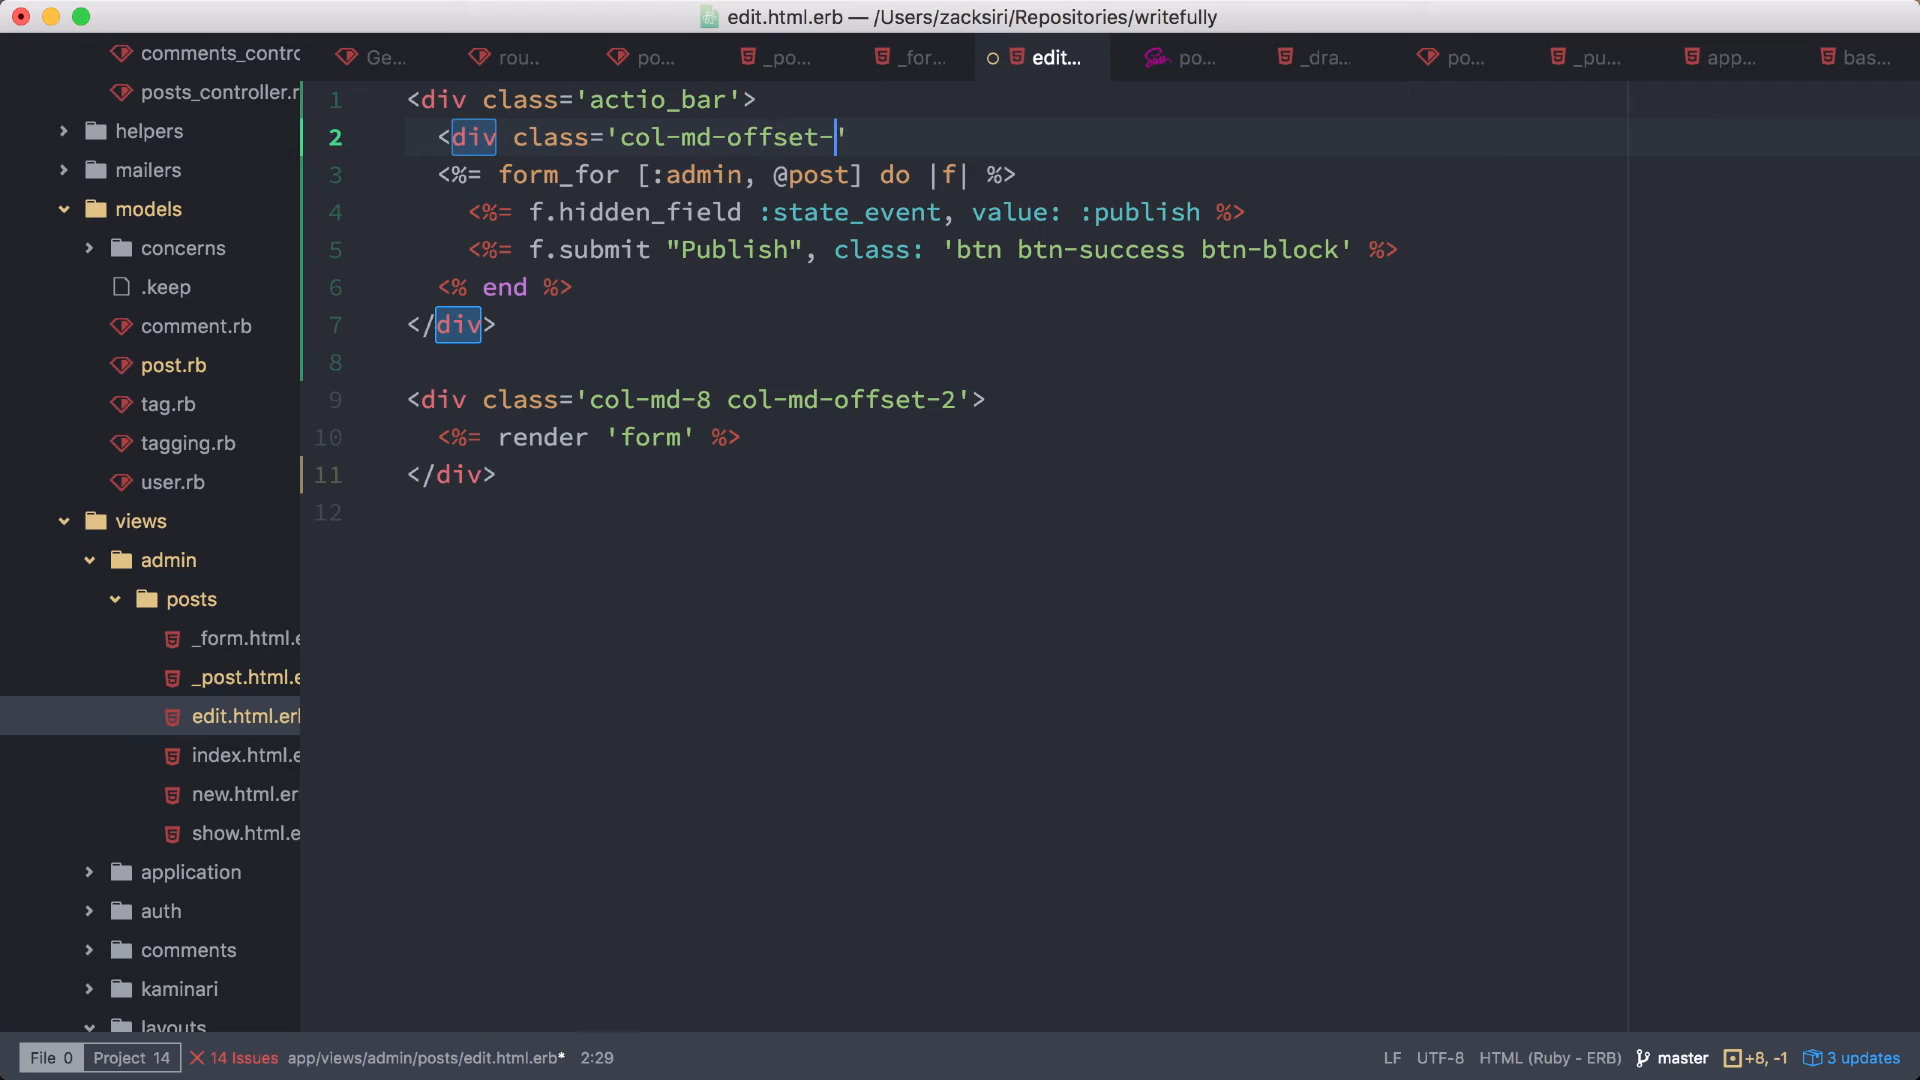 edit.html.erb — /Users/zacksiri/Repositories/writefully
comments_contro
posts_controller.r
helpers
mailers
models
concerns
.keep
comment.rb
post.rb
tag.rb
tagging.rb
user.rb
views
admin
posts
_form.html.e
_post.html.e
edit.html.erb
index.html.e
new.html.er
show.html.e
application
auth
comments
kaminari
layouts
Ge... rou.. po... _po... _for... edit... po... _dra... po... _pu... app... bas...
1 <div class='actio_bar'>
2 <div class='col-md-offset-'
3 <%= form_for [:admin, @post] do |f| %>
4 <%= f.hidden_field :state_event, value: :publish %>
5 <%= f.submit "Publish", class: 'btn btn-success btn-block' %>
6 <% end %>
7 </div>
8
9 <div class='col-md-8 col-md-offset-2'>
10 <%= render 'form' %>
11 </div>
12
File 0 Project 14 14 Issues app/views/admin/posts/edit.html.erb* 2:29 LF UTF-8 HTML (Ruby - ERB) master +8, -1 3 updates